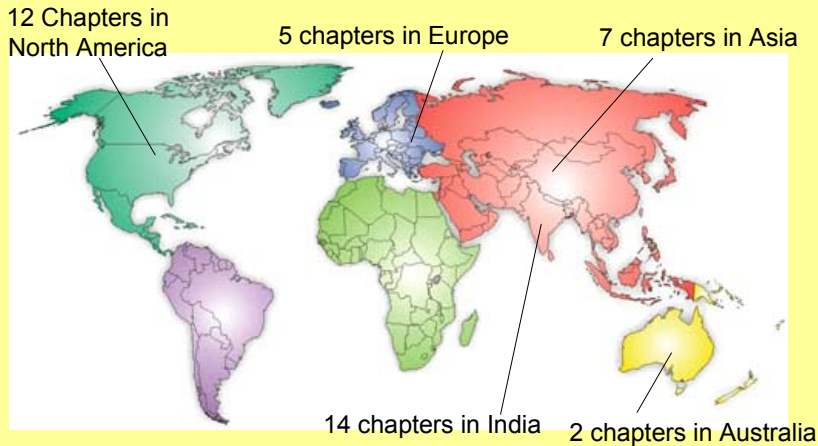 12 Chapters in
North America
5 chapters in Europe
7 chapters in Asia
14 chapters in India
2 chapters in Australia